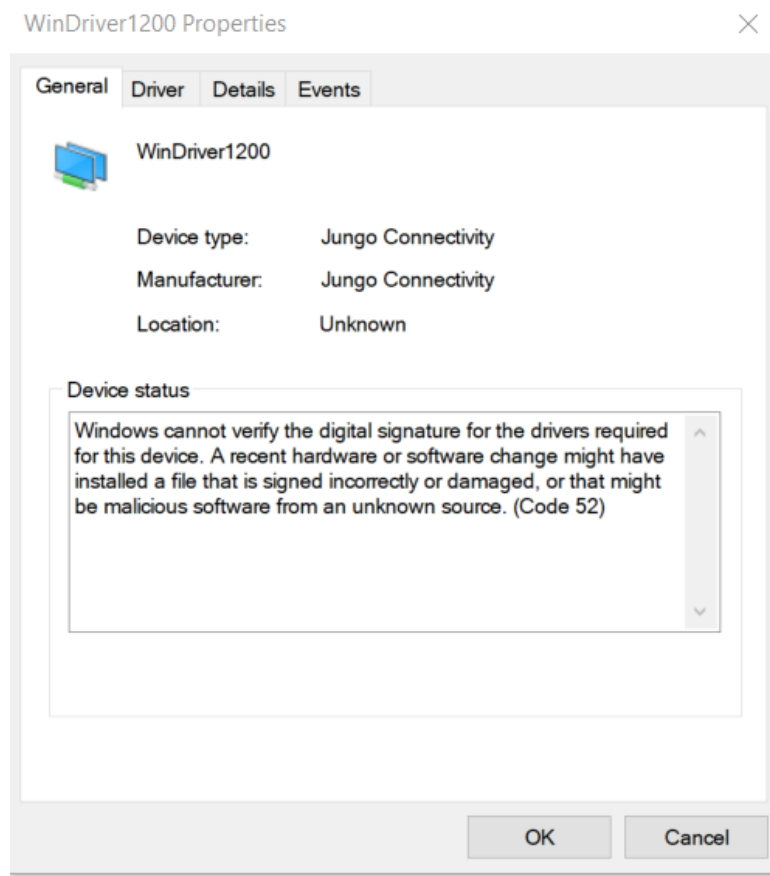 WinDriver1200 Properties
General Driver Details Events
WinDriver1200
Device type: Jungo Connectivity
Manufacturer: Jungo Connectivity
Location: Unknown
Device status
Windows cannot verify the digital signature for the drivers required
for this device. A recent hardware or software change might have
installed a file that is signed incorrectly or damaged, or that might
be malicious software from an unknown source. (Code 52)
OK Cancel